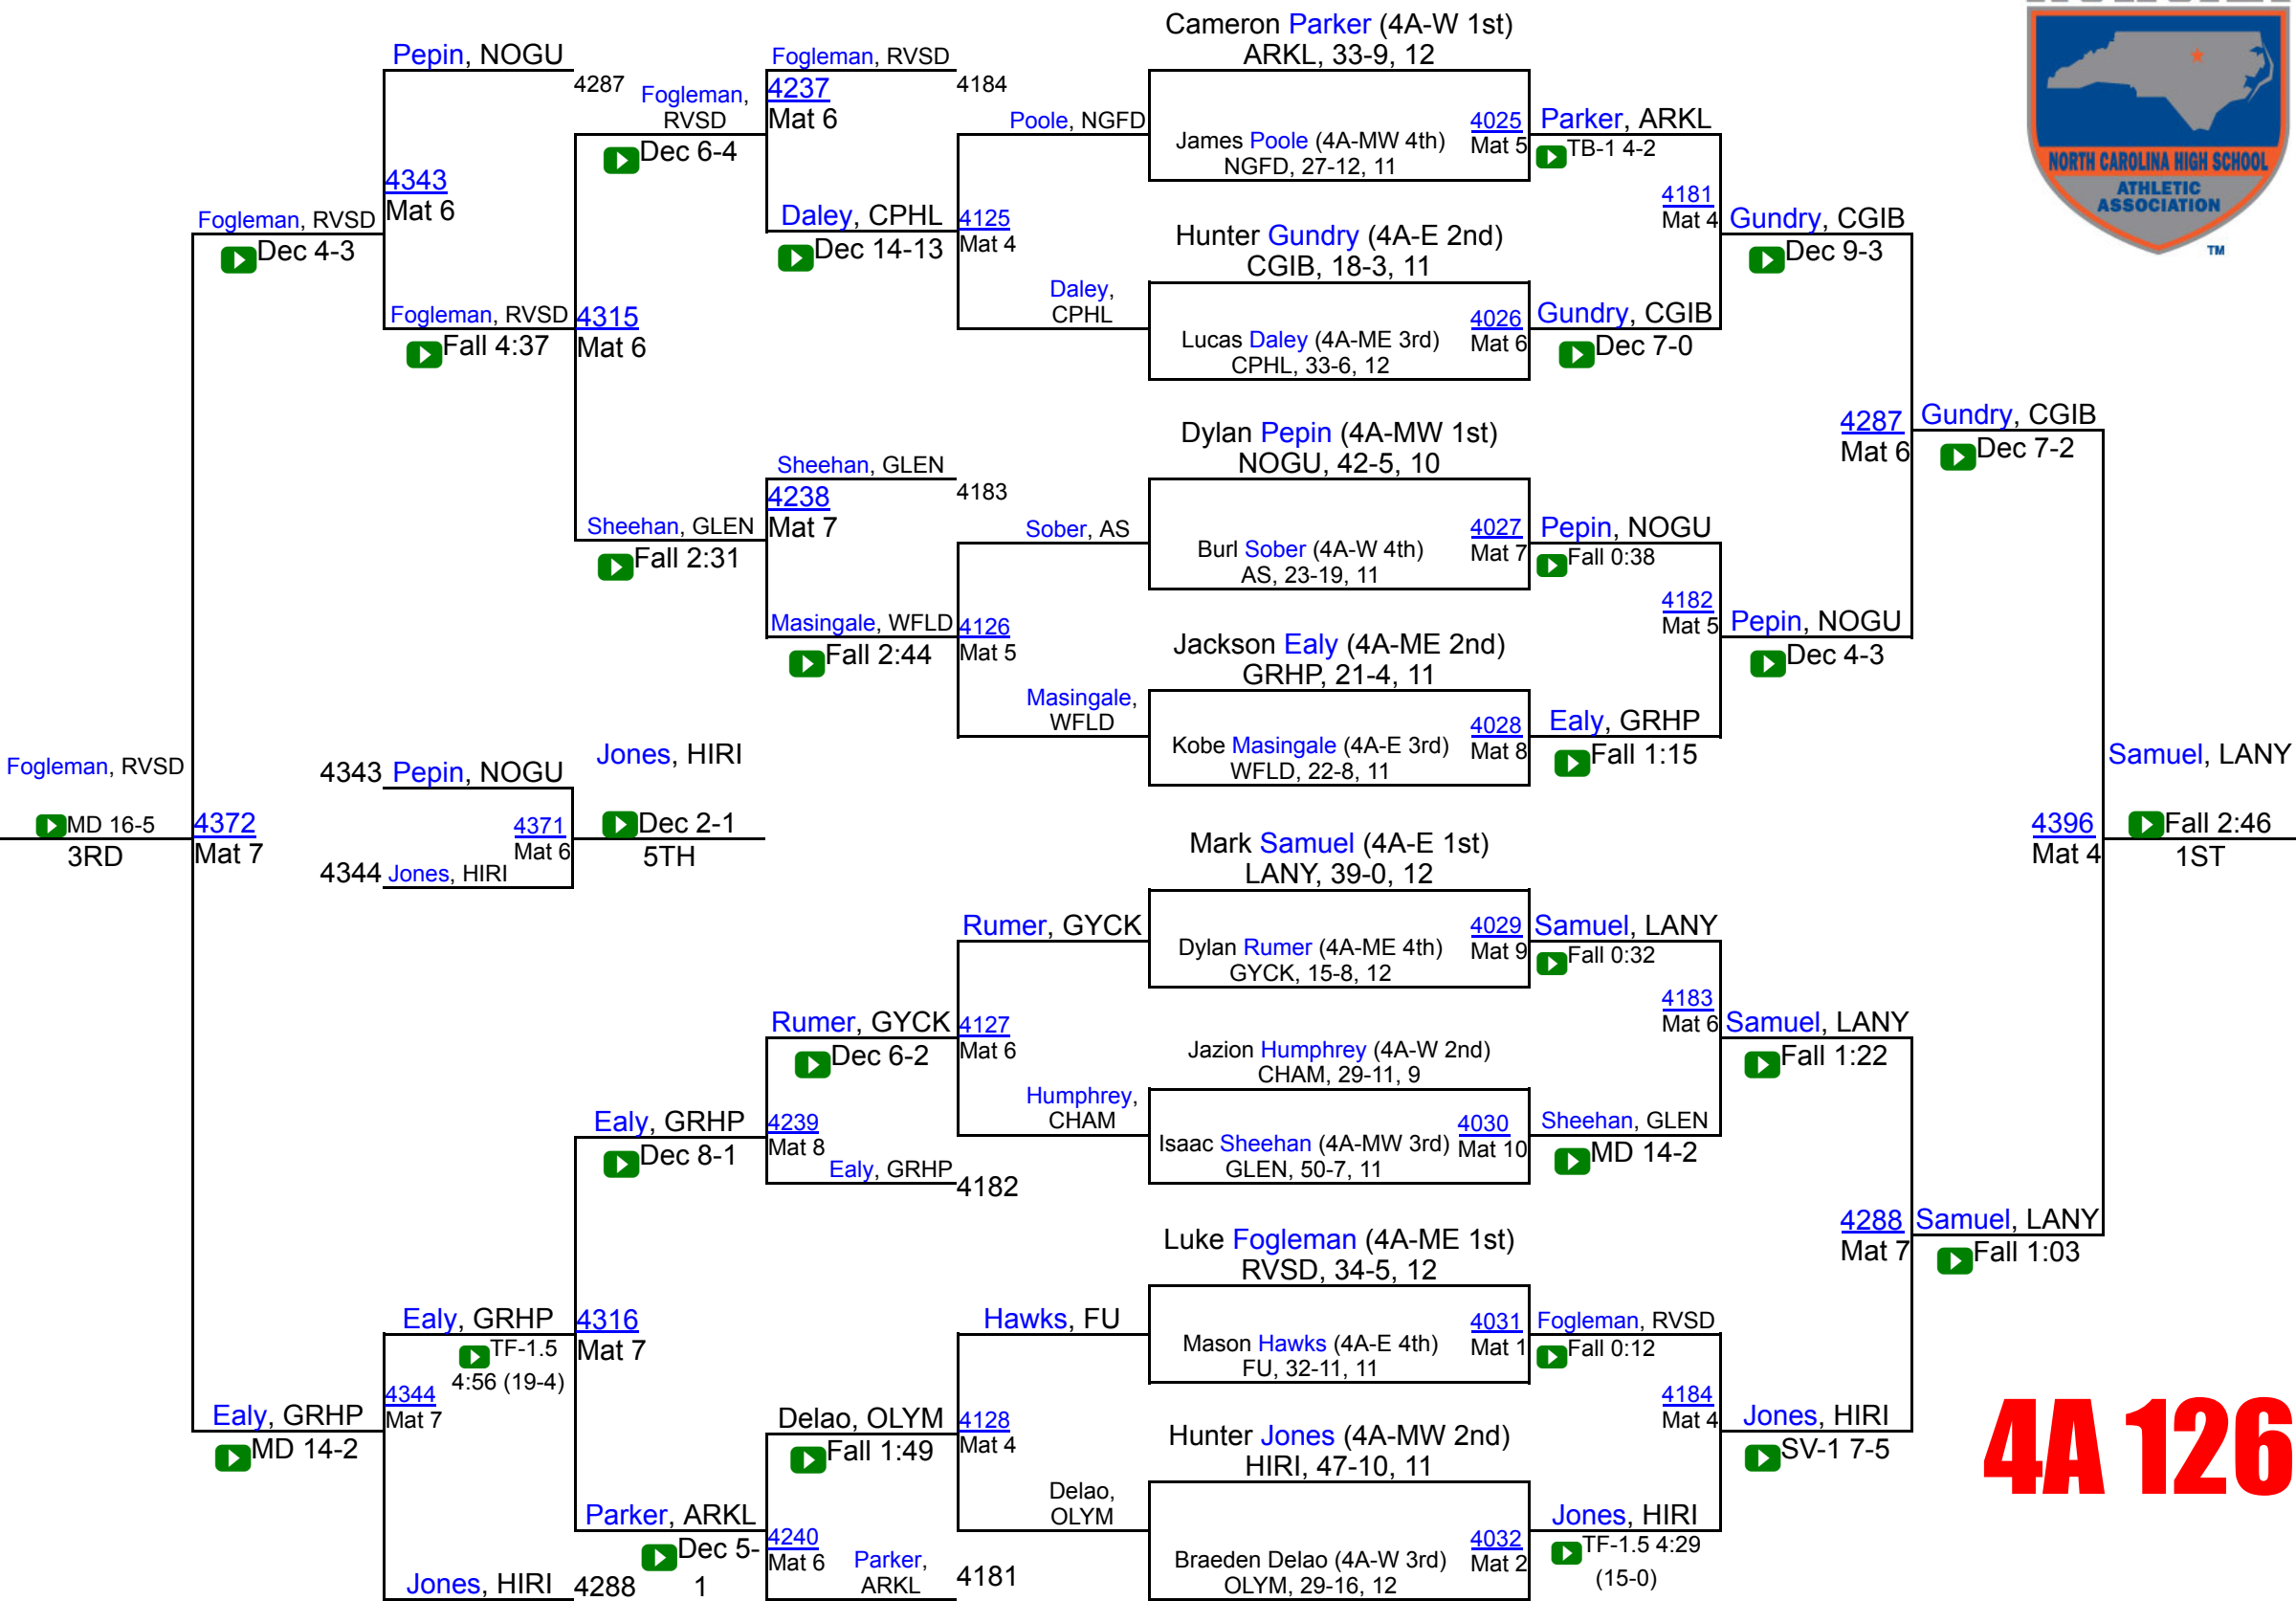 NORTH CAROLINA HIGH SCHOOL
ATHLETIC
ASSOCIATION
TM
Pepin, NOGU
4287
4343
Mat 6
Fogleman, RVSD
Dec 4-3
Fogleman, RVSD
Fall 4:37
Fogleman,
RVSD
Dec 6-4
4315
Mat 6
Sheehan, GLEN
Fall 2:31
Fogleman, RVSD
4184
4237
Mat 6
Daley, CPHL
Dec 14-13
Sheehan, GLEN
4183
4238
Mat 7
Masingale, WFLD
Fall 2:44
Poole, NGFD
4125
Mat 4
Daley,
CPHL
Sober, AS
4126
Mat 5
Masingale,
WFLD
Cameron Parker (4A-W 1st)
ARKL, 33-9, 12
James Poole (4A-MW 4th)
NGFD, 27-12, 11
4025
Mat 5
Hunter Gundry (4A-E 2nd)
CGIB, 18-3, 11
Lucas Daley (4A-ME 3rd)
CPHL, 33-6, 12
4026
Mat 6
Dylan Pepin (4A-MW 1st)
NOGU, 42-5, 10
Burl Sober (4A-W 4th)
AS, 23-19, 11
4027
Mat 7
Jackson Ealy (4A-ME 2nd)
GRHP, 21-4, 11
Kobe Masingale (4A-E 3rd)
WFLD, 22-8, 11
4028
Mat 8
Parker, ARKL
TB-1 4-2
4181
Mat 4
Gundry, CGIB
Dec 7-0
Gundry, CGIB
Dec 9-3
Pepin, NOGU
Fall 0:38
4182
Mat 5
Ealy, GRHP
Fall 1:15
Pepin, NOGU
Dec 4-3
4287
Mat 6
Gundry, CGIB
Dec 7-2
Fogleman, RVSD
MD 16-5
3RD
4372
Mat 7
4343 Pepin, NOGU
4371
Mat 6
4344 Jones, HIRI
Jones, HIRI
Dec 2-1
5TH
4396
Mat 4
Samuel, LANY
Fall 2:46
1ST
Mark Samuel (4A-E 1st)
LANY, 39-0, 12
Dylan Rumer (4A-ME 4th)
GYCK, 15-8, 12
4029
Mat 9
Jazion Humphrey (4A-W 2nd)
CHAM, 29-11, 9
Isaac Sheehan (4A-MW 3rd)
GLEN, 50-7, 11
4030
Mat 10
Luke Fogleman (4A-ME 1st)
RVSD, 34-5, 12
Mason Hawks (4A-E 4th)
FU, 32-11, 11
4031
Mat 1
Hunter Jones (4A-MW 2nd)
HIRI, 47-10, 11
Braeden Delao (4A-W 3rd)
OLYM, 29-16, 12
4032
Mat 2
Rumer, GYCK
4127
Mat 6
Humphrey,
CHAM
Hawks, FU
4128
Mat 4
Delao,
OLYM
Rumer, GYCK
Dec 6-2
4239
Mat 8
Ealy, GRHP
4182
Delao, OLYM
Fall 1:49
4240
Mat 6
Parker,
ARKL
4181
Ealy, GRHP
Dec 8-1
4316
Mat 7
Parker, ARKL
Dec 5-
1
Ealy, GRHP
TF-1.5
4:56 (19-4)
4344
Mat 7
Jones, HIRI
4288
Ealy, GRHP
MD 14-2
Samuel, LANY
Fall 0:32
4183
Mat 6
Sheehan, GLEN
MD 14-2
Samuel, LANY
Fall 1:22
Fogleman, RVSD
Fall 0:12
4184
Mat 4
Jones, HIRI
TF-1.5 4:29
(15-0)
Jones, HIRI
SV-1 7-5
4288
Mat 7
Samuel, LANY
Fall 1:03
4A 126